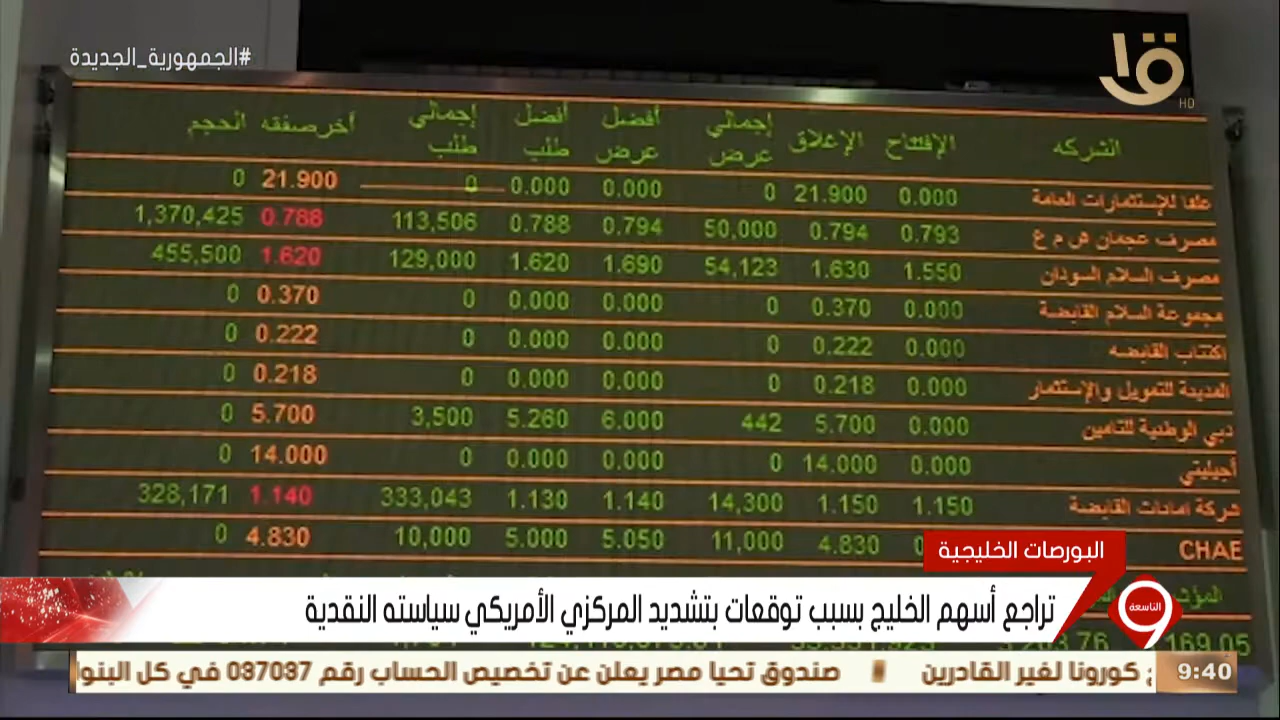 #الجمهورية_الجديدة
HD
الشركه الإفتتاح الإغلاق إجمالي عرض أفضل عرض أفضل طلب إجمالي طلب أخرصفقه الحجم
للإستثمارات العامة 0.000 21.900 0 0.000 0.000 0 21.900 0
مصرف عجمان ش م ع 0.793 0.794 50,000 0.794 0.788 113,506 0.788 1,370,425
مصرف السلام السودان 1.550 1.630 54,123 1.690 1.620 129,000 1.620 455,500
مجموعة السلام القابضة 0.000 0.370 0 0.000 0.000 0 0.370 0
اكتتاب القابضه 0.000 0.222 0 0.000 0.000 0 0.222 0
المدينة للتمويل والإستثمار 0.000 0.218 0 0.000 0.000 0 0.218 0
دبي الوطنية للتامين 0.000 5.700 442 6.000 5.260 3,500 5.700 0
أجيليتي 0.000 14.000 0 0.000 0.000 0 14.000 0
شركة امانات القابضة 1.150 1.150 14,300 1.140 1.130 333,043 1.140 328,171
CHAE 4.830 11,000 5.050 5.000 10,000 4.830 0
البورصات الخليجية
التاسعة
تراجع أسهم الخليج بسبب توقعات بتشديد المركزي الأمريكي سياسته النقدية
169.05
9:40 كورونا لغير القادرين صندوق تحيا مصر يعلن عن تخصيص الحساب رقم 037037 في كل البنو